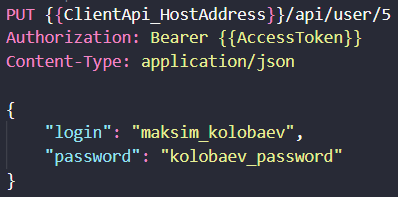 PUT {{ClientApi_HostAddress}}/api/user/5
Authorization: Bearer {{AccessToken}}
Content-Type: application/json
{
"login": "maksim_kolobaev",
"password": "kolobaev_password"
}